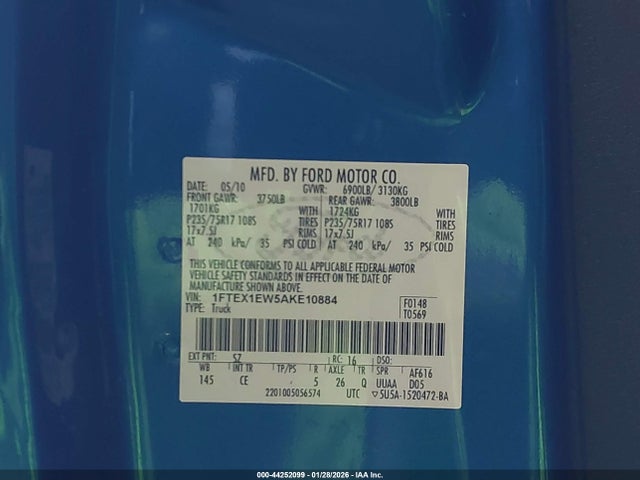 MFD. BY FORD MOTOR CO.
DATE: 05/10 GVWR: 6900LB/ 3130KG
FRONT GAWR: 3750LB REAR GAWR: 3800LB
1701KG WITH 1724KG WITH
P235/75R17 108S TIRES P235/75R17 108S TIRES
17x7.5J RIMS 17x7.5J RIMS
AT 240 kPa/ 35 PSI COLD AT 240 kPa/ 35 PSI COLD
THIS VEHICLE CONFORMS TO ALL APPLICABLE FEDERAL MOTOR
VEHICLE SAFETY STANDARDS IN EFFECT ON THE DATE OF
MANUFACTURE SHOWN ABOVE.
VIN: 1FTEX1EW5AKE10884 F0148
TYPE: Truck T0569
EXT PNT: SZ RC: 16 DSO:
WB INT TR TP/PS R AXLE TR SPR AF616
145 CE 5 26 Q UUAA D05
2201005056574 UTC ▽5U5A-1520472-BA
000-44252099 - 01/28/2026 - IAA Inc.